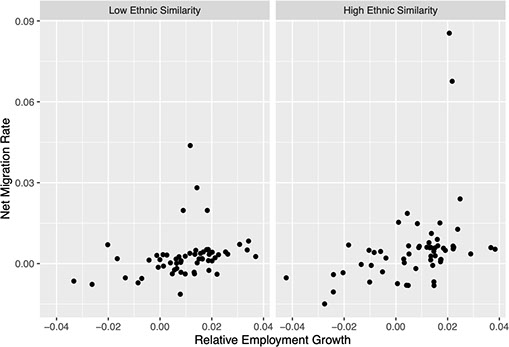 Low Ethnic Similarity
High Ethnic Similarity
0.09
0.06
0.03
0.00
Net Migration Rate
−0.04 −0.02 0.00 0.02 0.04
−0.04 −0.02 0.00 0.02 0.04
Relative Employment Growth